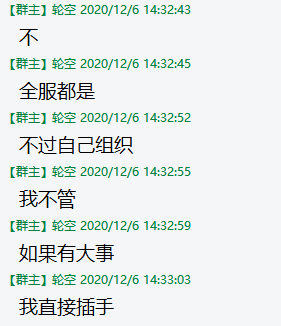 【群主】轮空 2020/12/6 14:32:43
不
【群主】轮空 2020/12/6 14:32:45
全服都是
【群主】轮空 2020/12/6 14:32:52
不过自己组织
【群主】轮空 2020/12/6 14:32:55
我不管
【群主】轮空 2020/12/6 14:32:59
如果有大事
【群主】轮空 2020/12/6 14:33:03
我直接插手